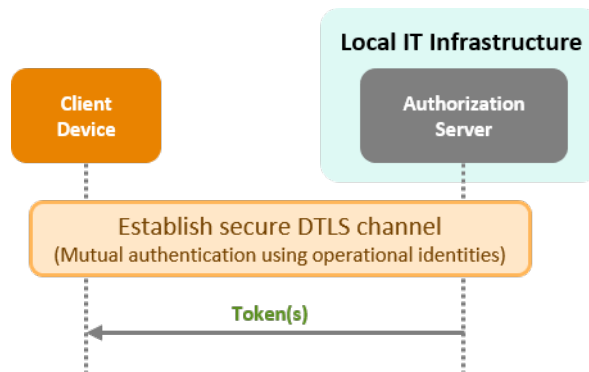 Local IT Infrastructure
Client
Device
Authorization
Server
Establish secure DTLS channel
(Mutual authentication using operational identities)
Token(s)